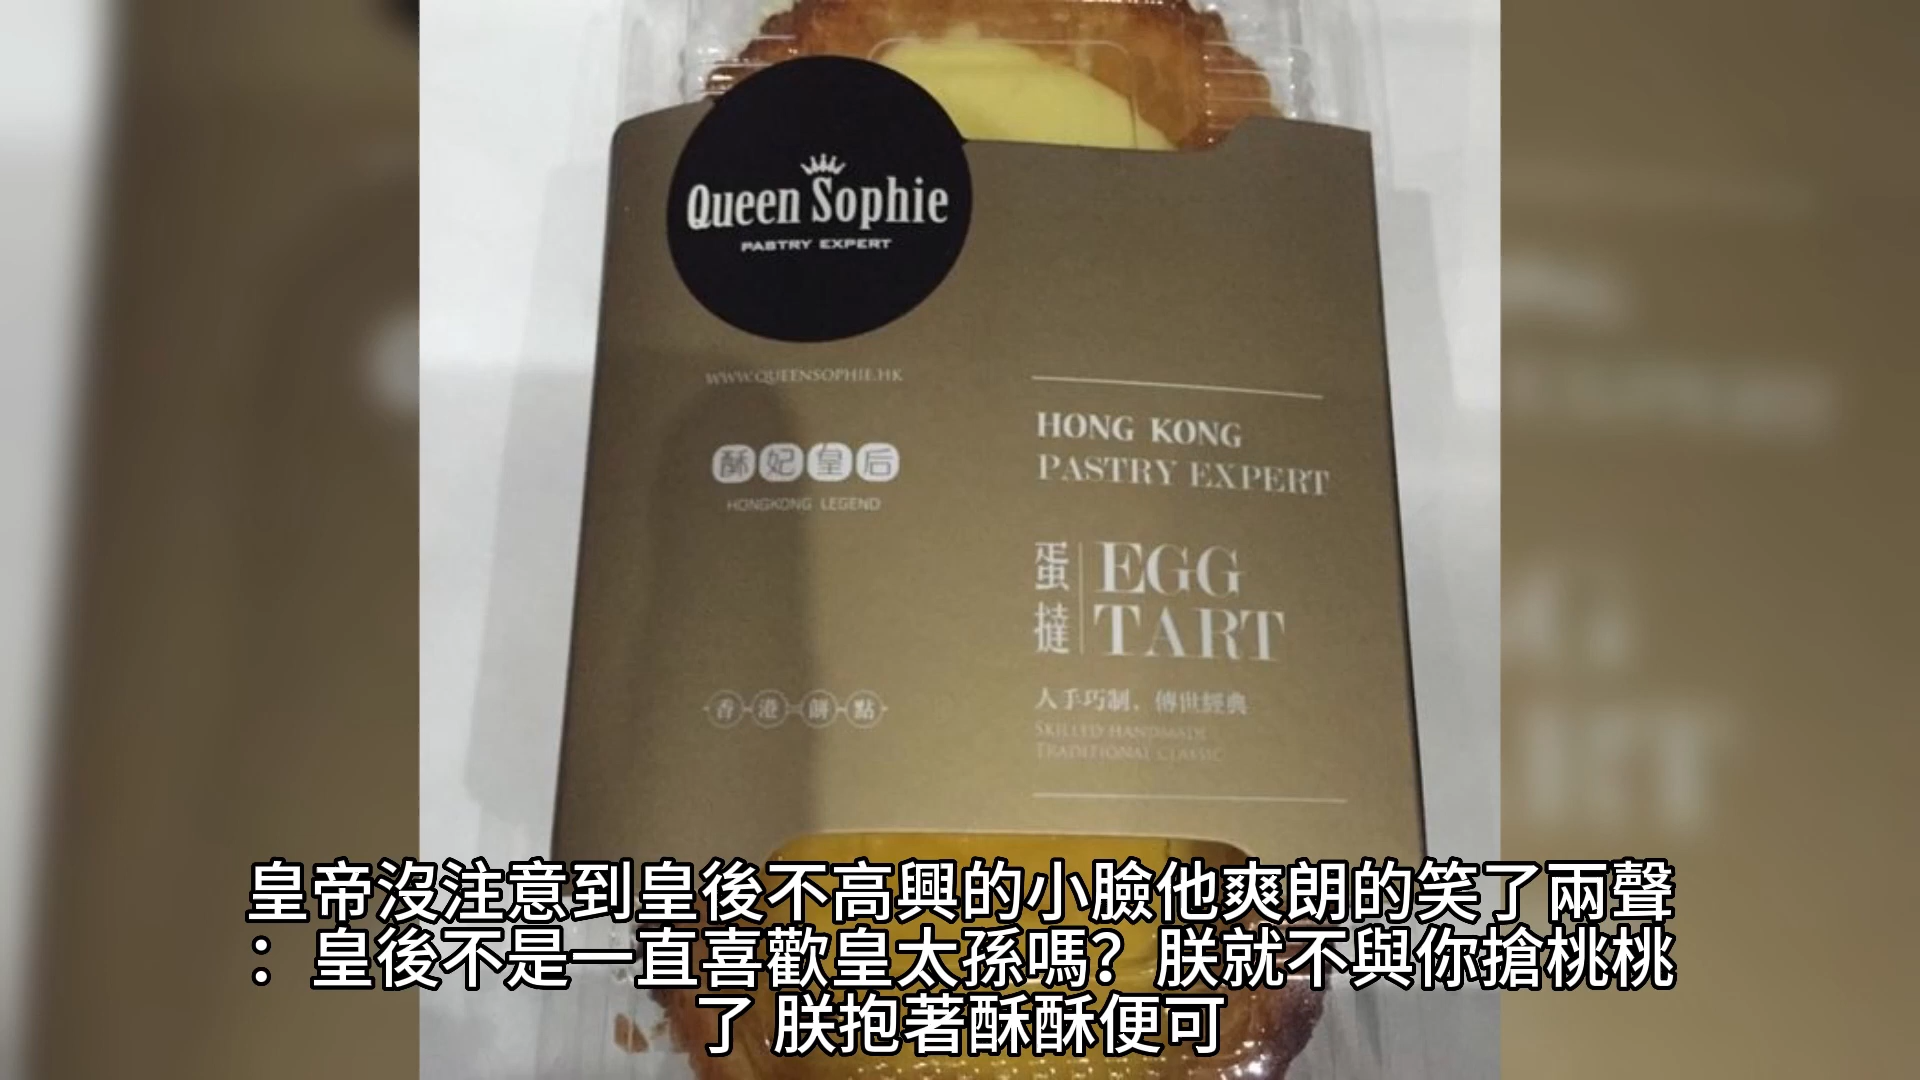 Queen Sophie
PASTRY EXPERT
WWW.QUEENSOPHIE.HK
酥妃皇后
HONGKONG LEGEND
香港餅點
HONG KONG
PASTRY EXPERT
蛋撻
EGG
TART
人手巧制，傳世經典
SKILLED HANDMADE
TRADITIONAL CLASSIC
皇帝沒注意到皇後不高興的小臉他爽朗的笑了兩聲
：皇後不是一直喜歡皇太孫嗎？朕就不與你搶桃桃
了 朕抱著酥酥便可